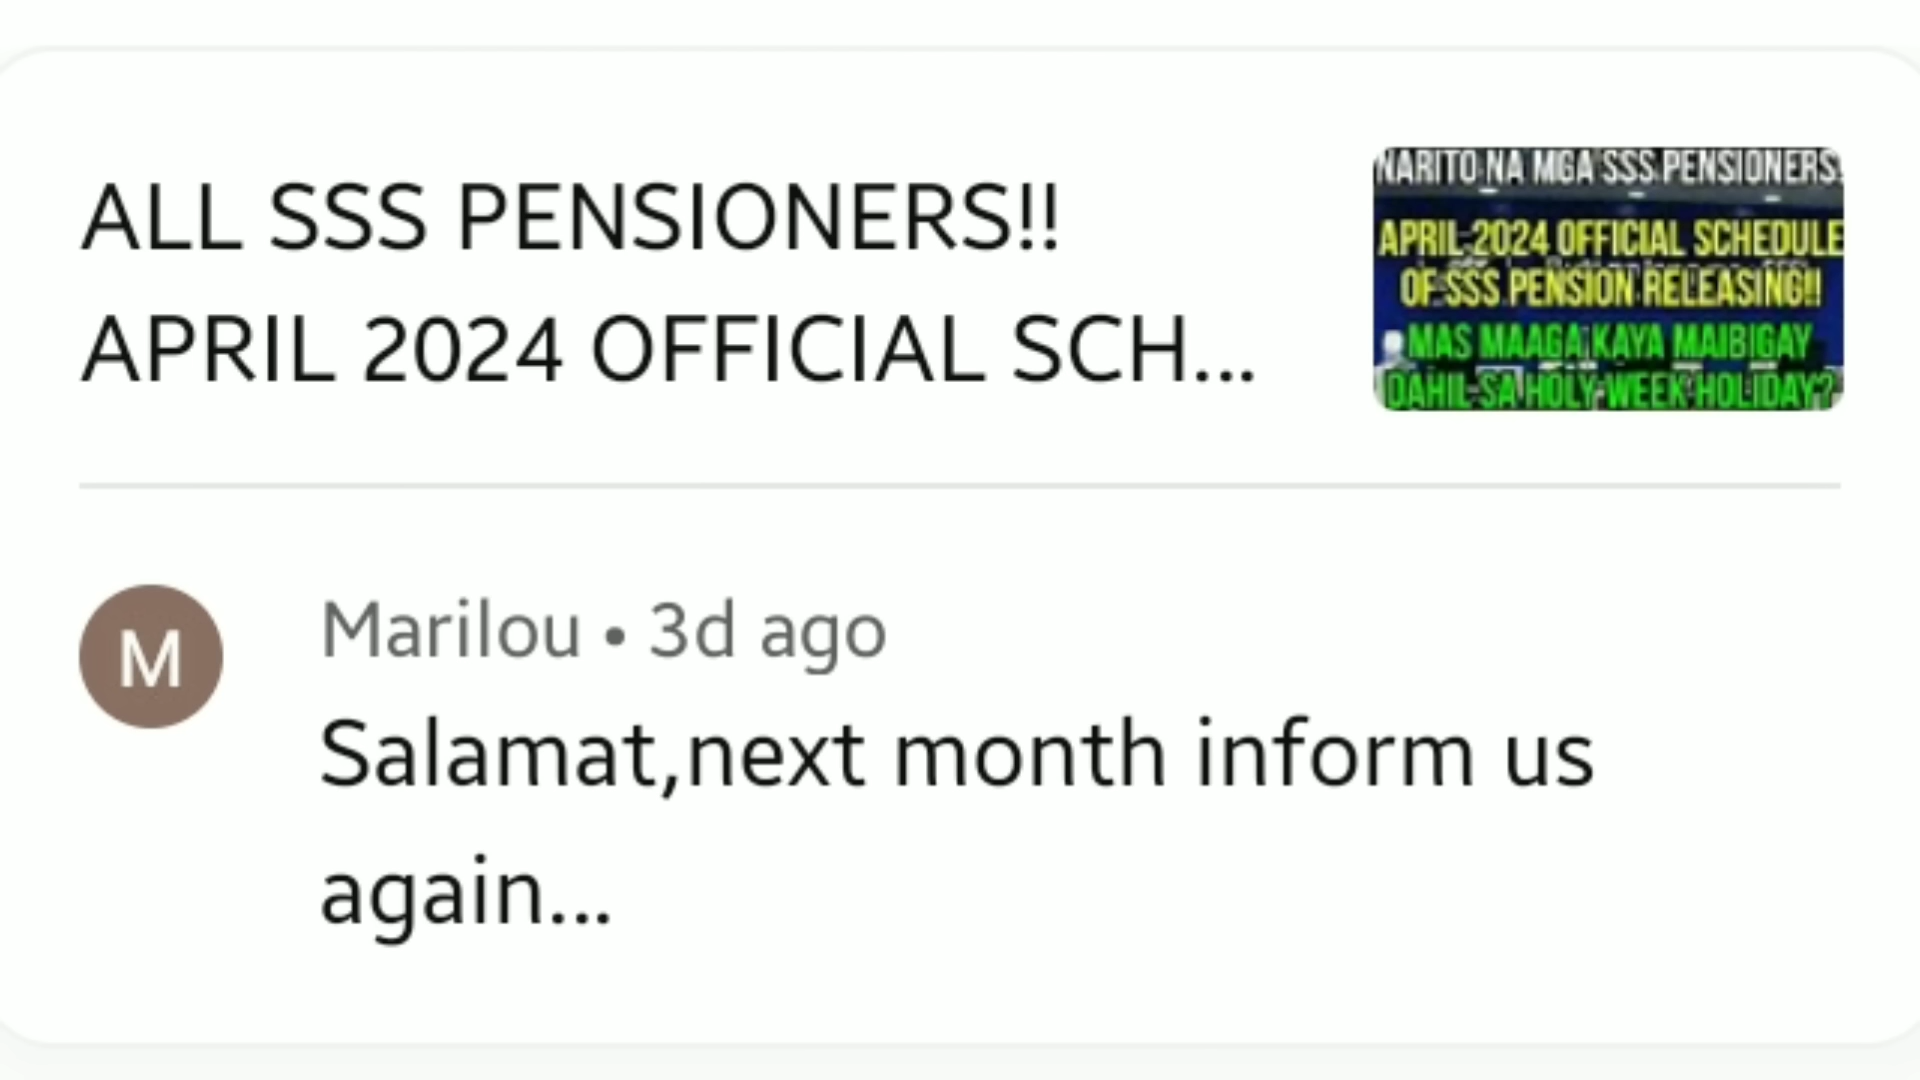 ALL SSS PENSIONERS!!
APRIL 2024 OFFICIAL SCH...
NARITO NA MGA SSS PENSIONERS!
APRIL 2024 OFFICIAL SCHEDULE
OF SSS PENSION RELEASING!!
MAS MAAGA KAYA MAIBIGAY
DAHIL SA HOLY WEEK HOLIDAY?
M
Marilou • 3d ago
Salamat,next month inform us
again...